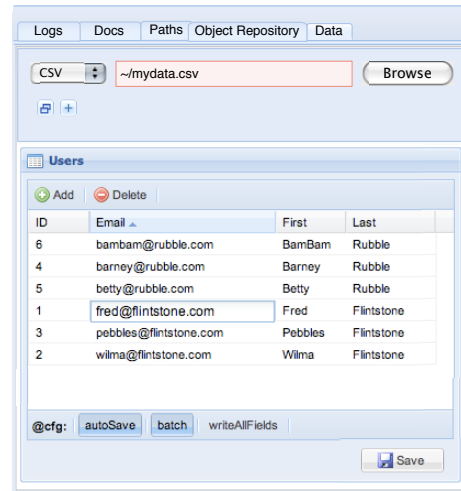 Logs Docs Paths Object Repository Data
CSV ~/mydata.csv Browse
Users
Add Delete
ID Email First Last
6 bambam@rubble.com BamBam Rubble
4 barney@rubble.com Barney Rubble
5 betty@rubble.com Betty Rubble
1 fred@flintstone.com Fred Flintstone
3 pebbles@flintstone.com Pebbles Flintstone
2 wilma@flintstone.com Wilma Flintstone
@cfg: autoSave batch writeAllFields
Save